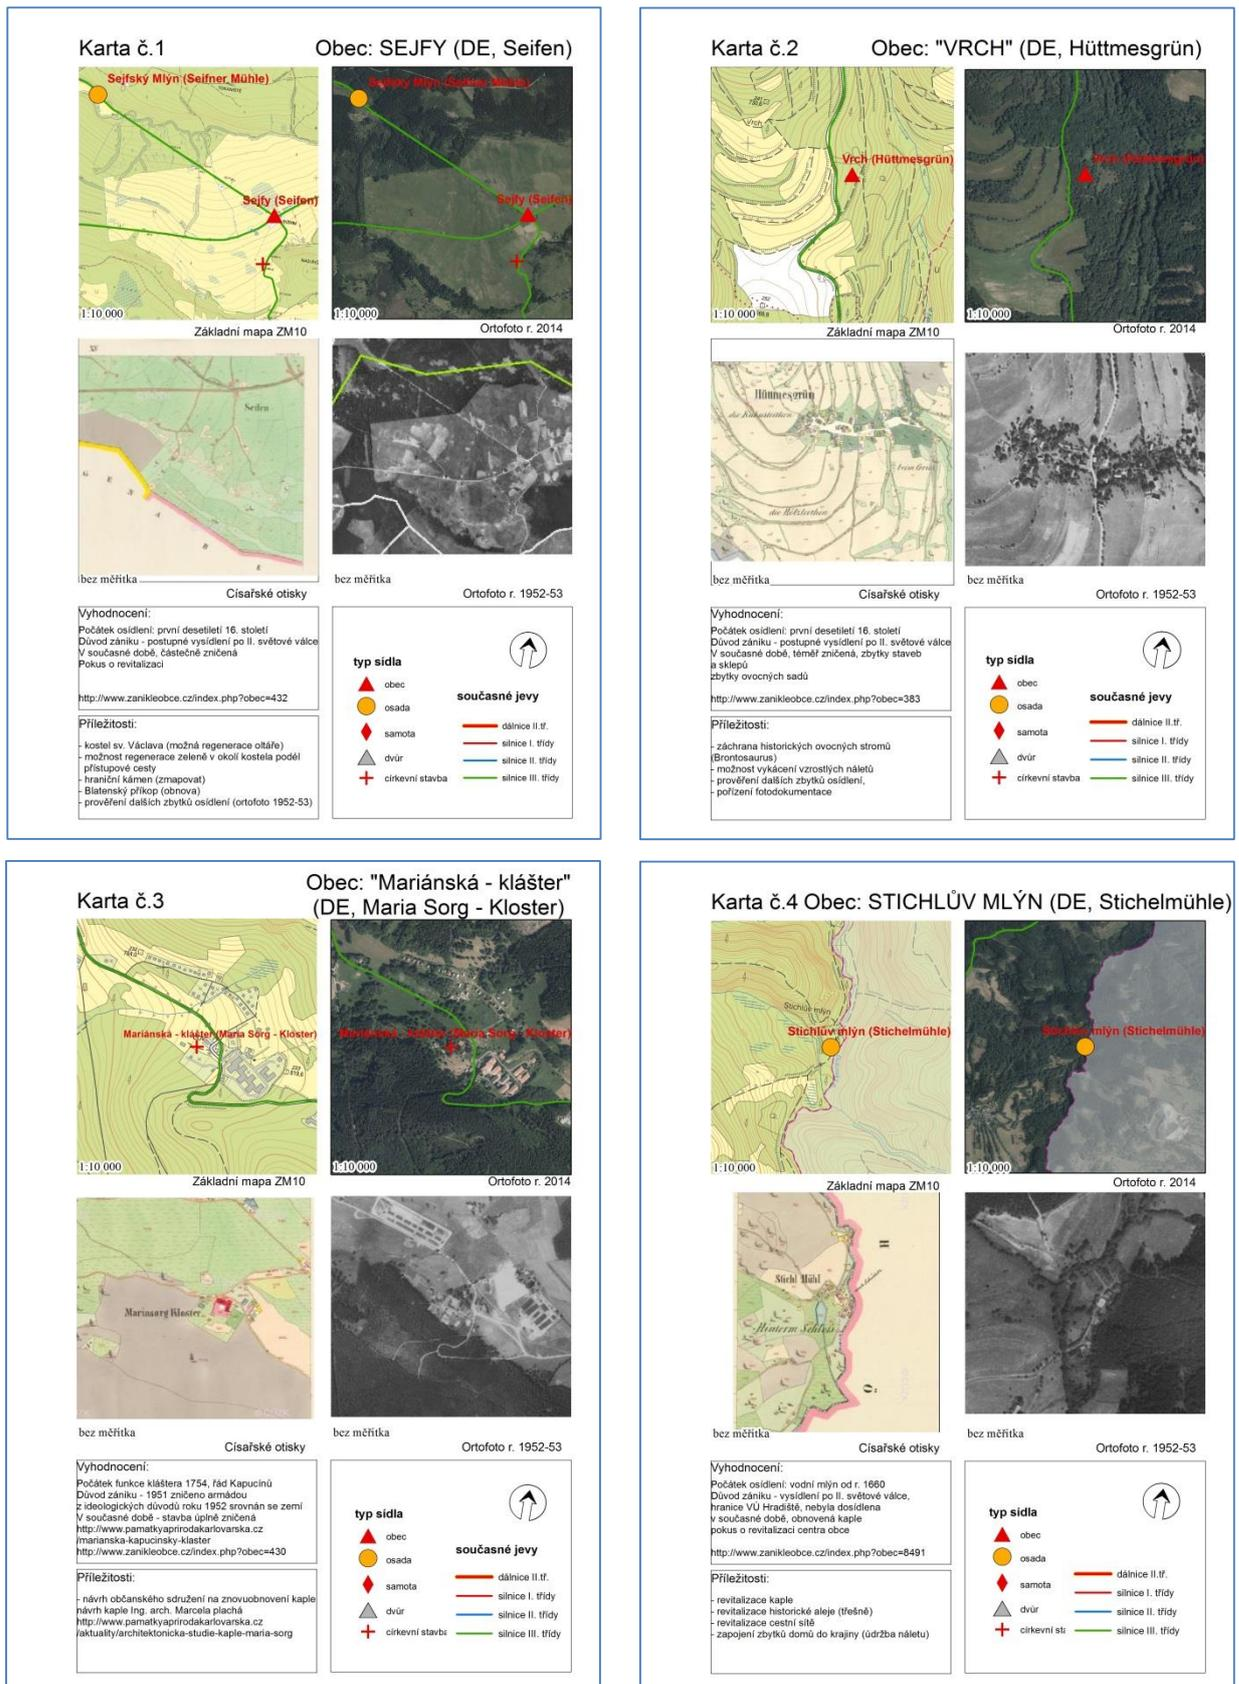 Karta č.1
Obec: SEJFY (DE, Seifen)
Sejfský Mlýn (Seifner Mühle)
Sejfy (Seifen)
1:10 000
Základní mapa ZM10
Sejfský Mlýn (Seifner Mühle)
Sejfy (Seifen)
1:10 000
Ortofoto r. 2014
Seifen
bez měřítka
Císařské otisky
bez měřítka
Ortofoto r. 1952-53
Vyhodnocení:
Počátek osídlení: první desetiletí 16. století
Důvod zániku - postupné vysídlení po II. světové válce
V současné době, částečně zničená
Pokus o revitalizaci
http://www.zanikleobce.cz/index.php?obec=432
Příležitosti:
- kostel sv. Václava (možná regenerace oltáře)
- možnost regenerace zeleně v okolí kostela podél
přístupové cesty
- hraniční kámen (zmapovat)
- Blatenský příkop (obnova)
- prověření dalších zbytků osídlení (ortofoto 1952-53)
typ sídla
obec
osada
samota
dvůr
církevní stavba
současné jevy
dálnice II.tř.
silnice I. třídy
silnice II. třídy
silnice III. třídy
Karta č.2
Obec: "VRCH" (DE, Hüttmesgrün)
Vrch
Vrch (Hüttmesgrün)
1:10 000
Základní mapa ZM10
Vrch (Hüttmesgrün)
1:10 000
Ortofoto r. 2014
Hüttmesgrün
bez měřítka
Císařské otisky
Ortofoto r. 1952-53
Vyhodnocení:
Počátek osídlení: první desetiletí 16. století
Důvod zániku - postupné vysídlení po II. světové válce
V současné době, téměř zničená, zbytky staveb
a sklepů
zbytky ovocných sadů
http://www.zanikleobce.cz/index.php?obec=383
Příležitosti:
- záchrana historických ovocných stromů
(Brontosaurus)
- možnost vykácení vzrostlých náletů
- prověření dalších zbytků osídlení,
- pořízení fotodokumentace
typ sídla
obec
osada
samota
dvůr
církevní stavba
současné jevy
dálnice II.tř.
silnice I. třídy
silnice II. třídy
silnice III. třídy
Karta č.3
Obec: "Mariánská - klášter"
(DE, Maria Sorg - Kloster)
Mariánská - klášter (Maria Sorg - Kloster)
1:10 000
Základní mapa ZM10
Mariánská - klášter (Maria Sorg - Kloster)
1:10 000
Ortofoto r. 2014
Mariasorg Kloster
bez měřítka
Císařské otisky
bez měřítka
Ortofoto r. 1952-53
Vyhodnocení:
Počátek funkce kláštera 1754, řád Kapucínů
Důvod zániku - 1951 zničeno armádou
z ideologických důvodů roku 1952 srovnán se zemí
V současné době - stavba úplně zničená
http://www.pamatkyaprirodakarlovarska.cz
/marianska-kapucinsky-klaster
http://www.zanikleobce.cz/index.php?obec=430
Příležitosti:
- návrh občanského sdružení na znovuobnovení kaple
návrh kaple Ing. arch. Marcela plachá
http://www.pamatkyaprirodakarlovarska.cz
/aktuality/architektonicka-studie-kaple-maria-sorg
typ sídla
obec
osada
samota
dvůr
církevní stavba
současné jevy
dálnice II.tř.
silnice I. třídy
silnice II. třídy
silnice III. třídy
Karta č.4 Obec: STICHLŮV MLÝN (DE, Stichelmühle)
Stichlův mlýn
Stichlův mlýn (Stichelmühle)
1:10 000
Základní mapa ZM10
Stichlův mlýn (Stichelmühle)
1:10 000
Ortofoto r. 2014
Stichl Mühl
bez měřítka
Císařské otisky
bez měřítka
Ortofoto r. 1952-53
Vyhodnocení:
Počátek osídlení: vodní mlýn od r. 1660
Důvod zániku - vysídlení po II. světové válce,
hranice VÚ Hradiště, nebyla dosídlena
v současné době, obnovená kaple
pokus o revitalizaci centra obce
http://www.zanikleobce.cz/index.php?obec=8491
Příležitosti:
- revitalizace kaple
- revitalizace historické aleje (třešně)
- revitalizace cestní sítě
- zapojení zbytků domů do krajiny (údržba náletu)
typ sídla
obec
osada
samota
dvůr
církevní sta
současné jevy
dálnice II.tř.
silnice I. třídy
silnice II. třídy
silnice III. třídy